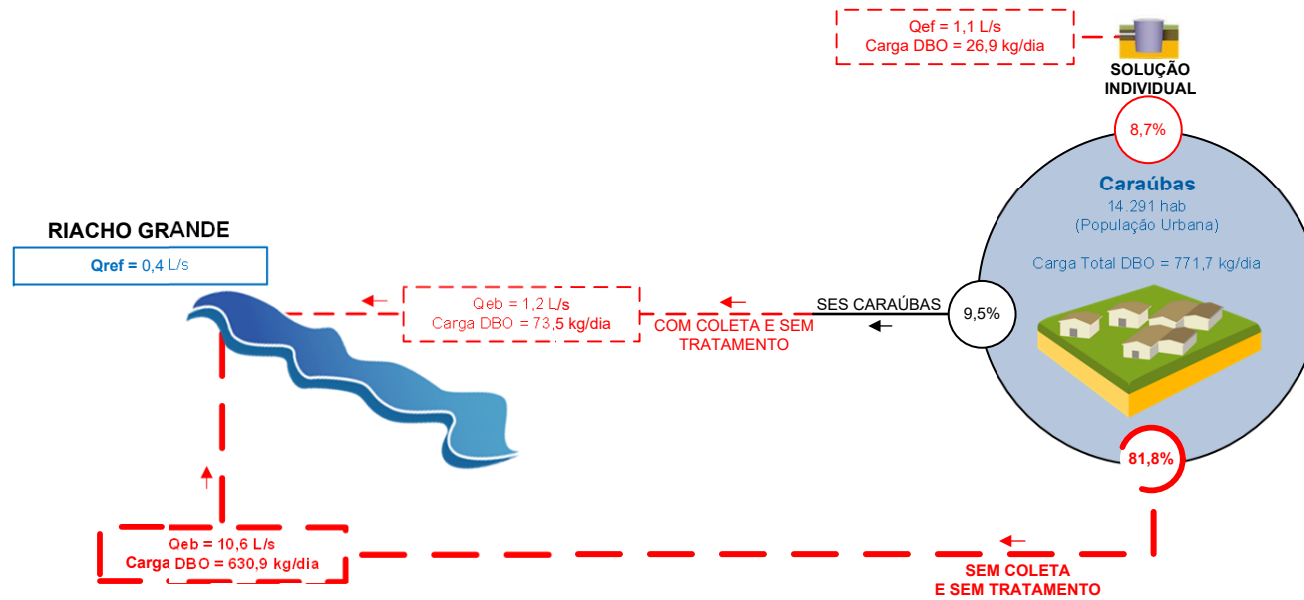 Qef = 1,1 L/s
Carga DBO = 26,9 kg/dia
SOLUÇÃO
INDIVIDUAL
8,7%
Caraúbas
14.291 hab
(População Urbana)
Carga Total DBO = 771,7 kg/dia
RIACHO GRANDE
Qref = 0,4 L/s
Qeb = 1,2 L/s
Carga DBO = 73,5 kg/dia
COM COLETA E SEM
TRATAMENTO
SES CARAÚBAS
9,5%
81,8%
Qeb = 10,6 L/s
Carga DBO = 630,9 kg/dia
SEM COLETA
E SEM TRATAMENTO